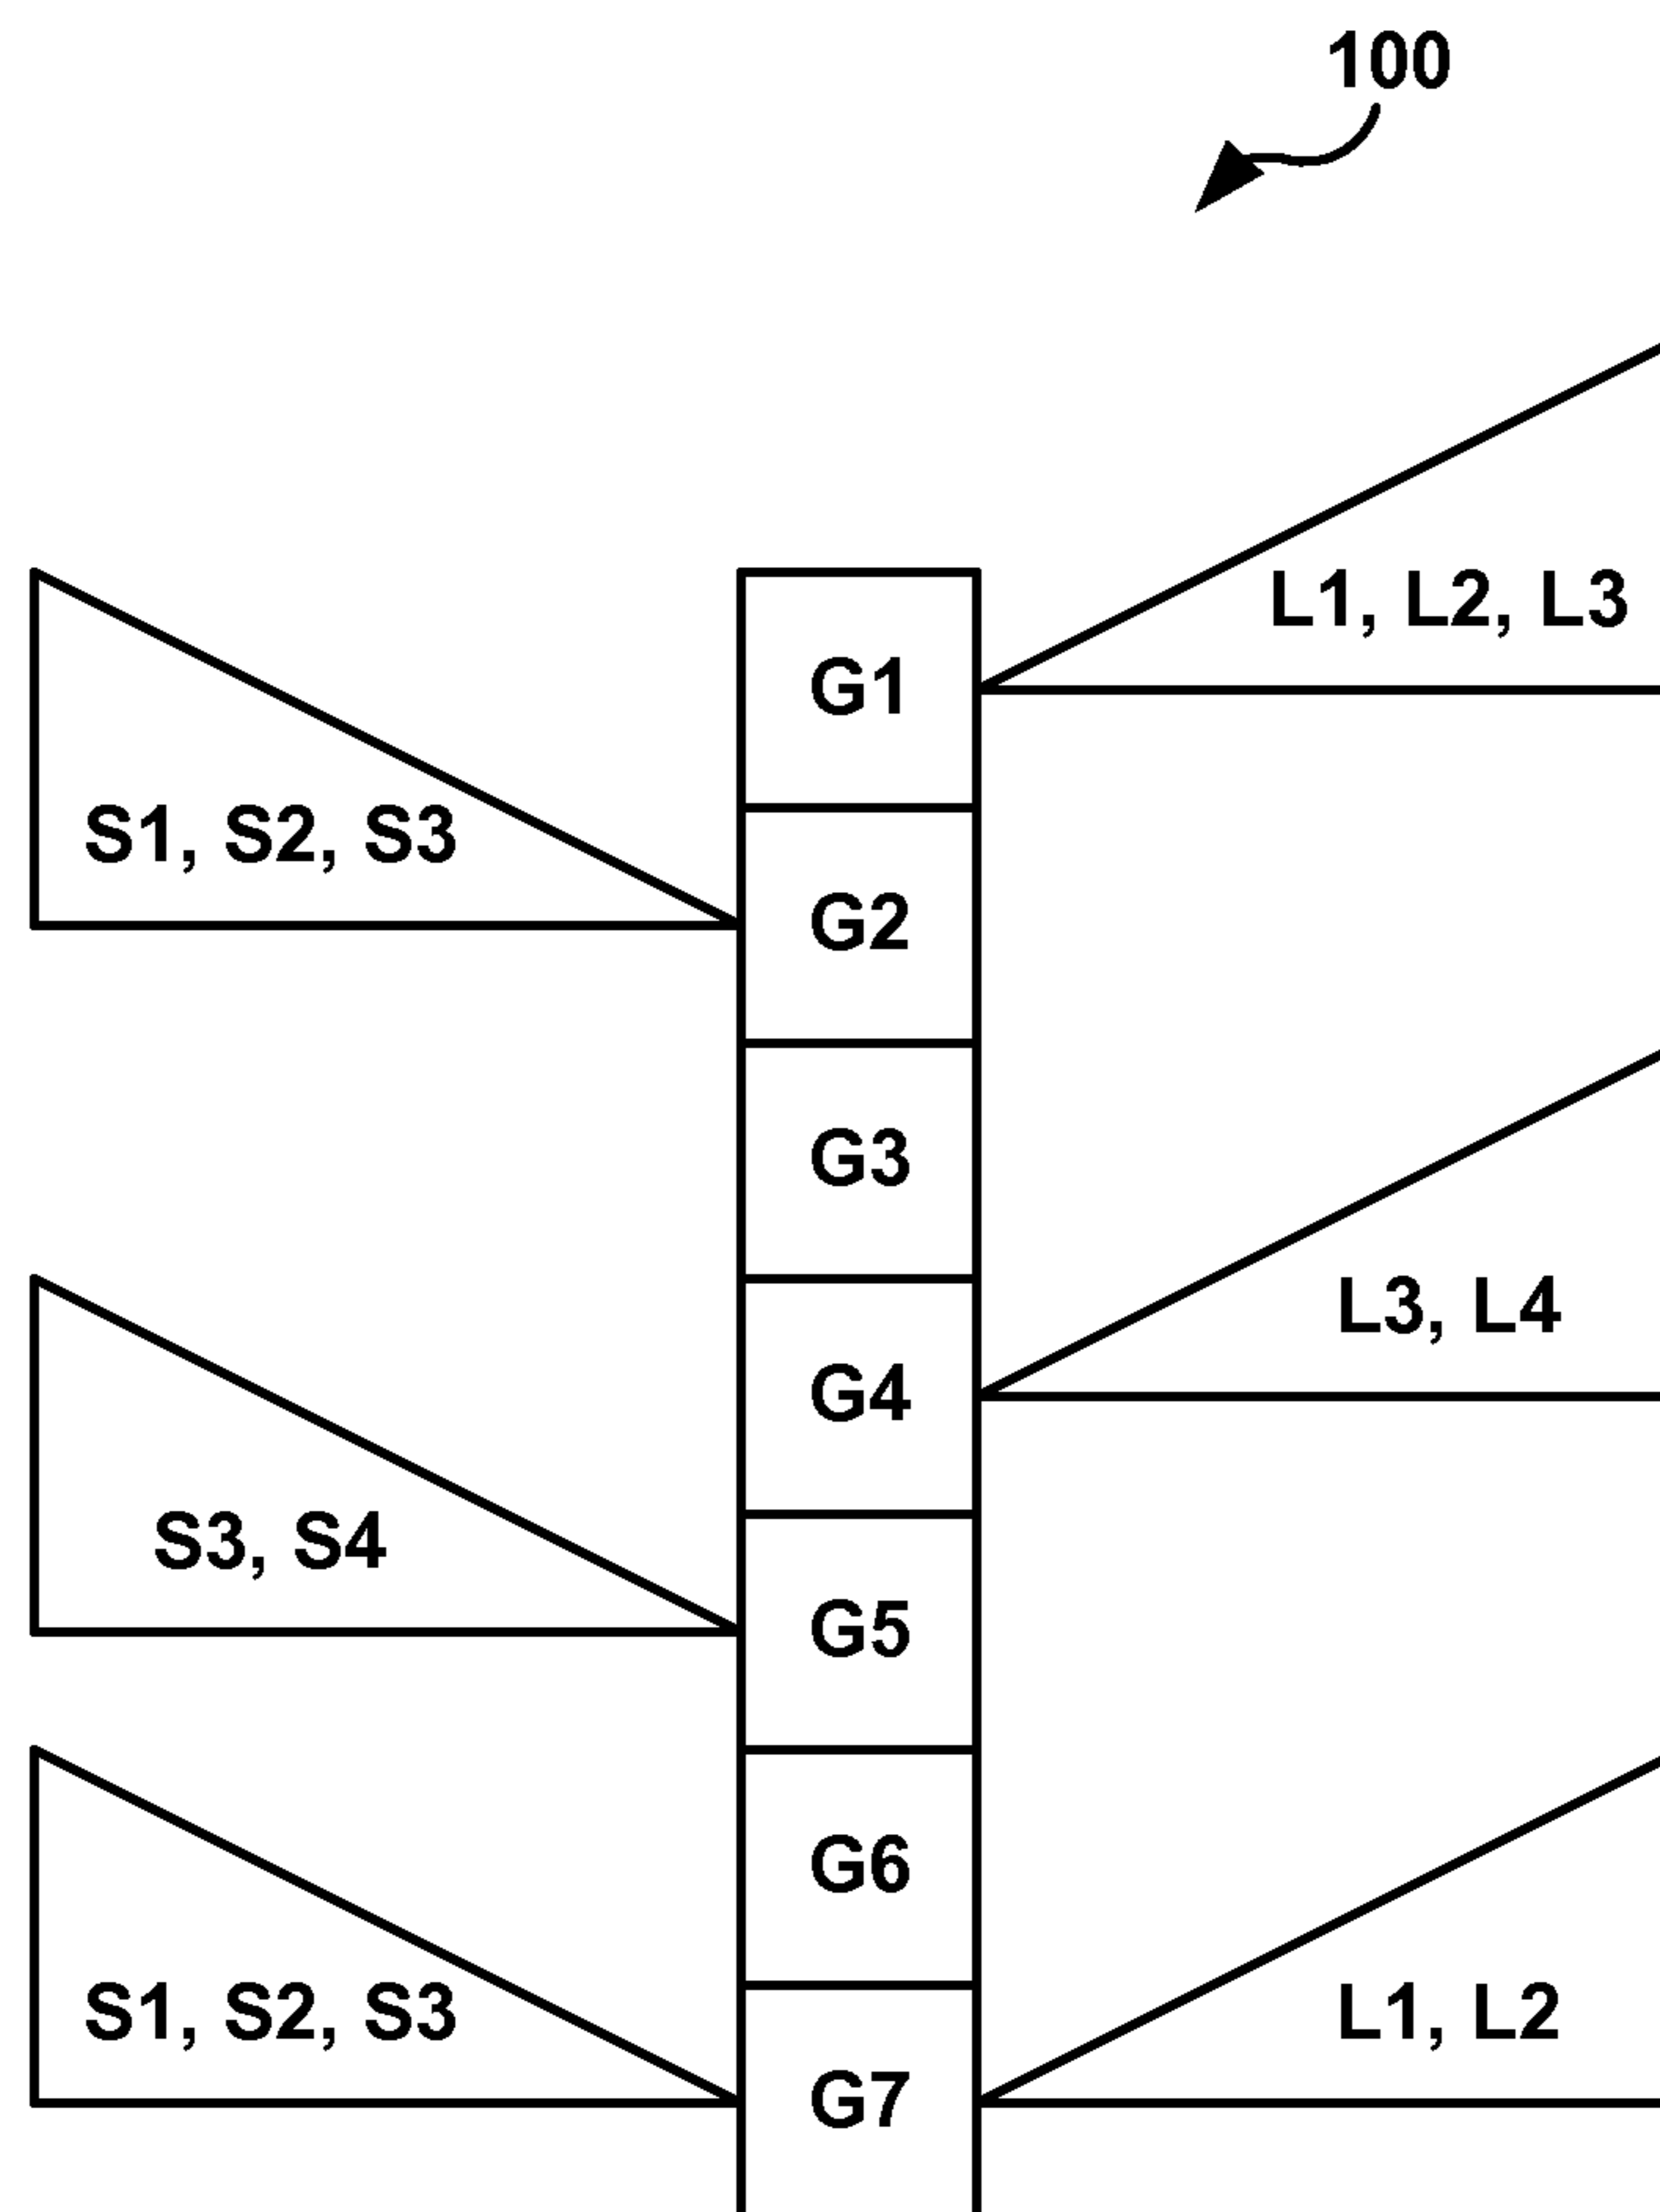 100
L1, L2, L3
G1
S1, S2, S3
G2
G3
L3, L4
G4
S3, S4
G5
G6
S1, S2, S3
L1, L2
G7